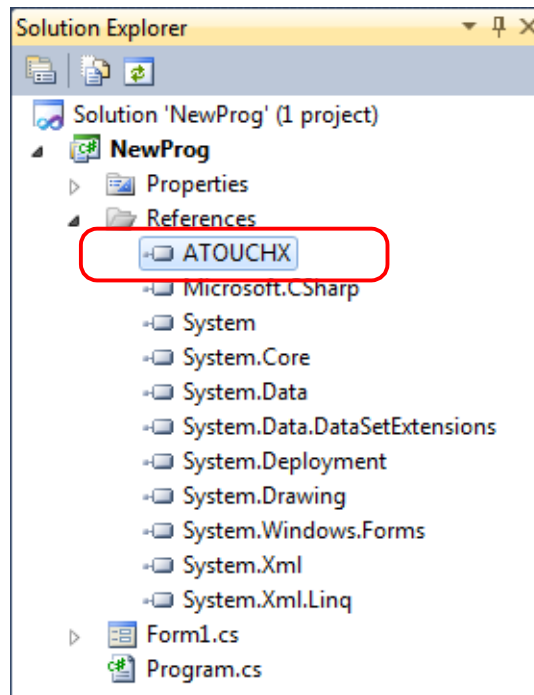 Solution Explorer
Solution 'NewProg' (1 project)
NewProg
Properties
References
ATOUCHX
Microsoft.CSharp
System
System.Core
System.Data
System.Data.DataSetExtensions
System.Deployment
System.Drawing
System.Windows.Forms
System.Xml
System.Xml.Linq
Form1.cs
Program.cs